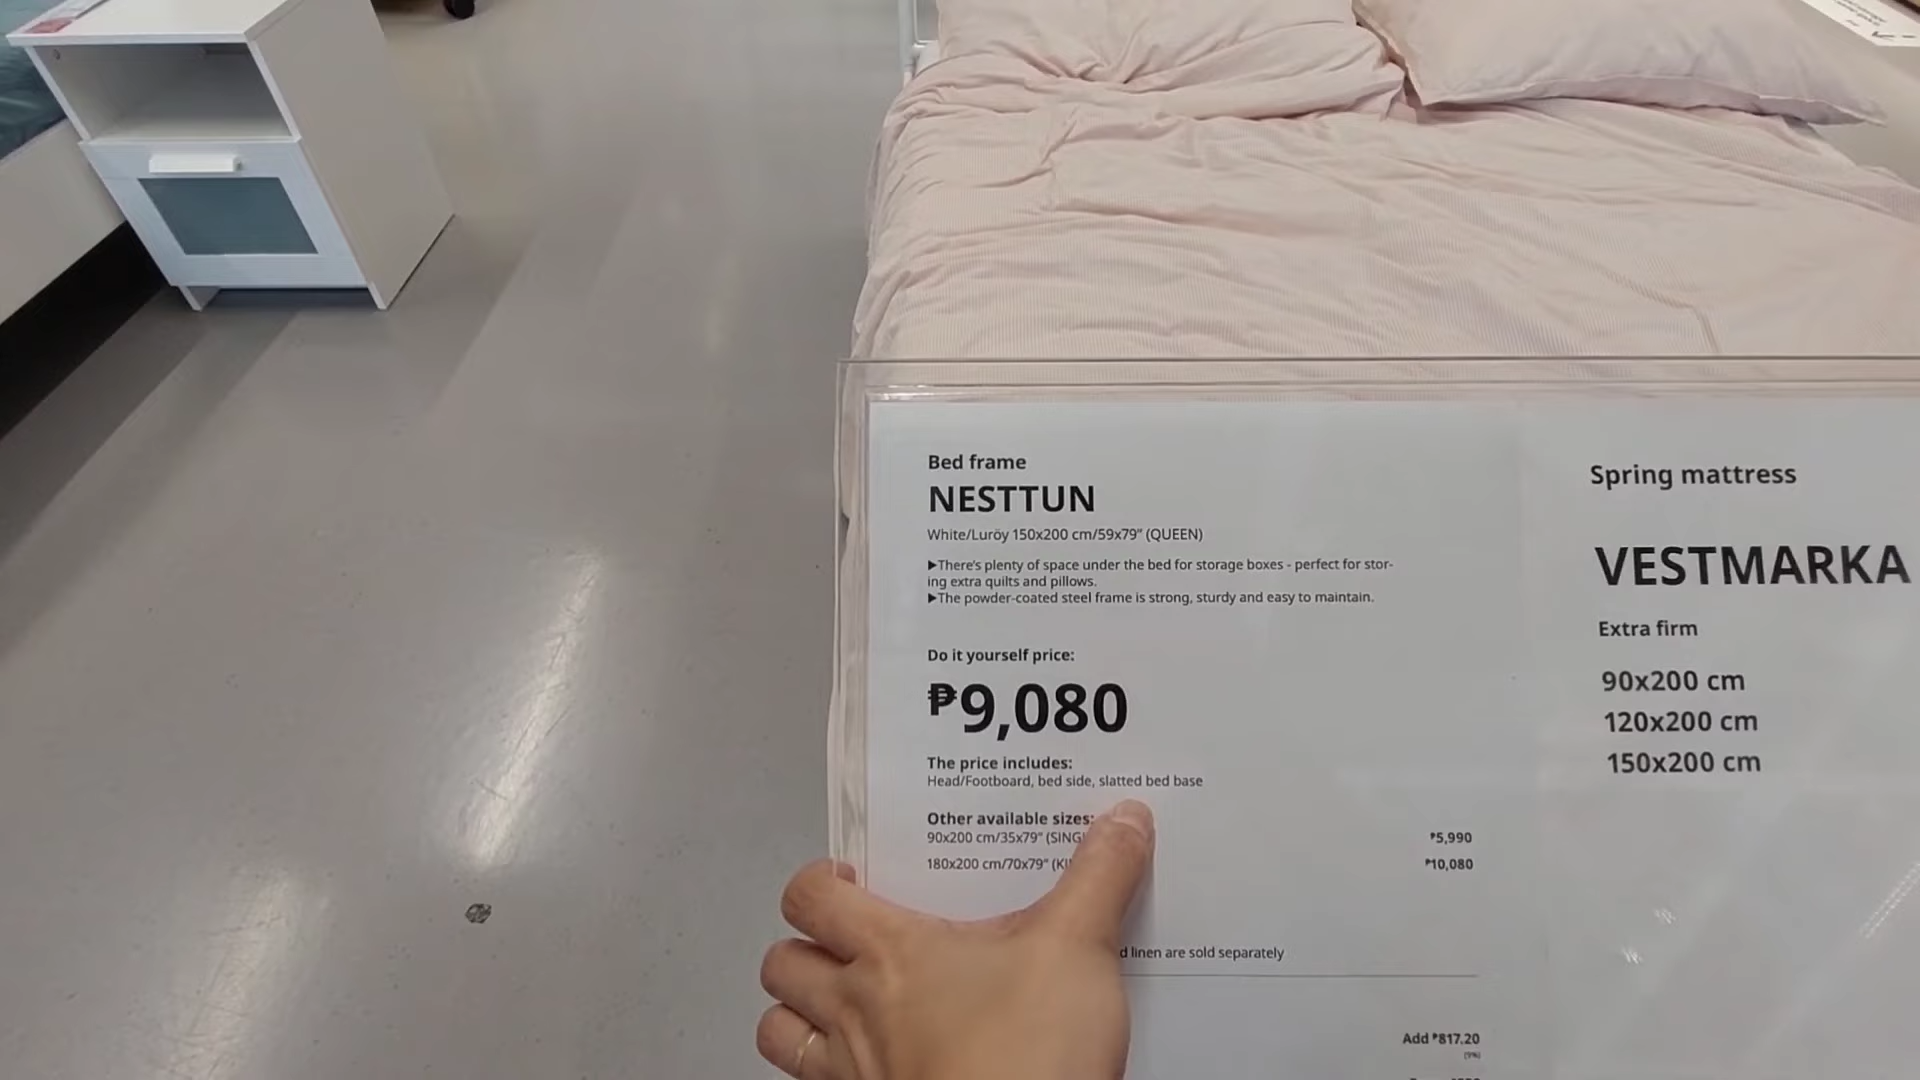 Bed frame
NESTTUN
White/Luröy 150x200 cm/59x79" (QUEEN)
▶There's plenty of space under the bed for storage boxes - perfect for stor-
ing extra quilts and pillows.
▶The powder-coated steel frame is strong, sturdy and easy to maintain.
Do it yourself price:
₱9,080
The price includes:
Head/Footboard, bed side, slatted bed base
Other available sizes:
90x200 cm/35x79" (SING ₱5,990
180x200 cm/70x79" (KI ₱10,080
d linen are sold separately
Add ₱817.20
(9%)
Spring mattress
VESTMARKA
Extra firm
90x200 cm
120x200 cm
150x200 cm